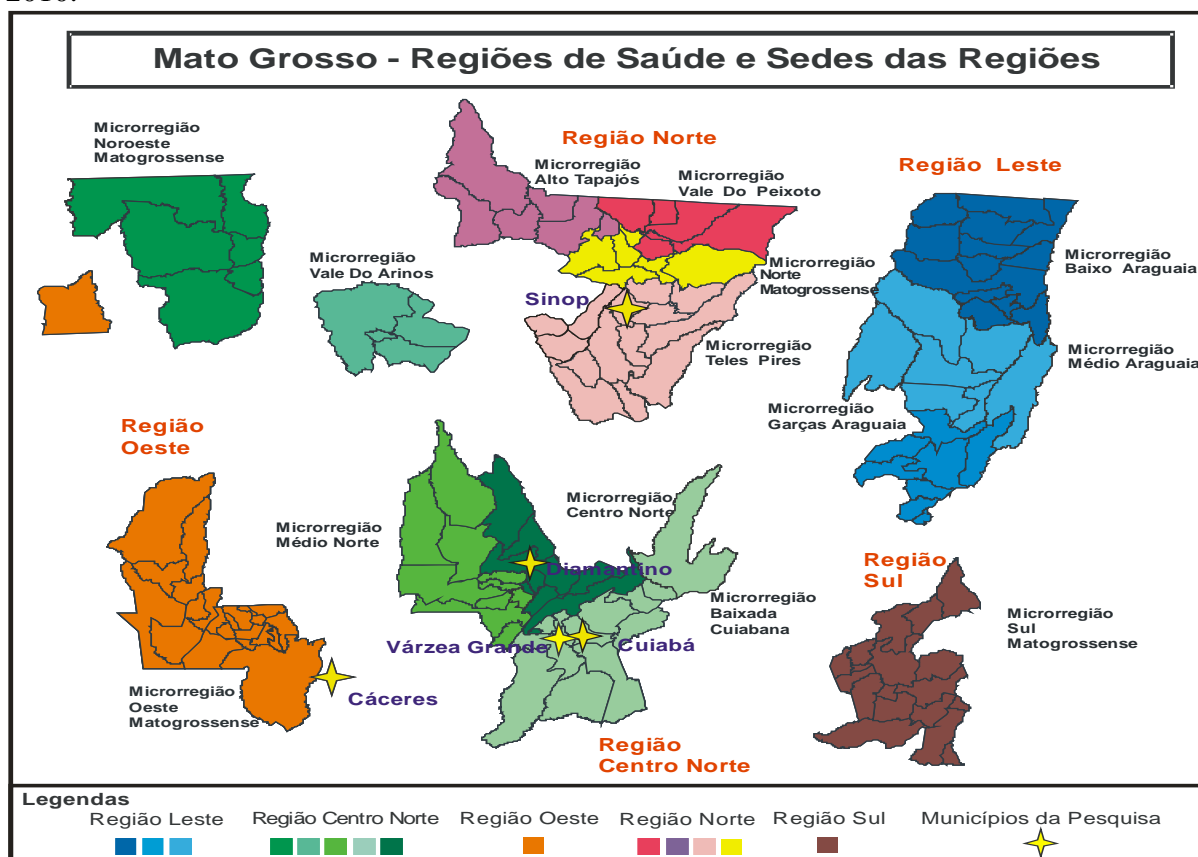 2010.
Mato Grosso - Regiões de Saúde e Sedes das Regiões
Microrregião
Noroeste
Matogrossense
Região Norte
Microrregião
Alto Tapajós
Microrregião
Vale Do Peixoto
Região Leste
Microrregião
Vale Do Arinos
Microrregião
Norte
Matogrossense
Sinop
Microrregião
Teles Pires
Microrregião
Baixo Araguaia
Microrregião
Médio Araguaia
Microrregião
Garças Araguaia
Região
Oeste
Microrregião
Médio Norte
Microrregião
Centro Norte
Diamantino
Microrregião
Baixada
Cuiabana
Várzea Grande
Cuiabá
Região
Sul
Microrregião
Sul
Matogrossense
Microrregião
Oeste
Matogrossense
Cáceres
Região
Centro Norte
Legendas
Região Leste
Região Centro Norte
Região Oeste
Região Norte
Região Sul
Municípios da Pesquisa